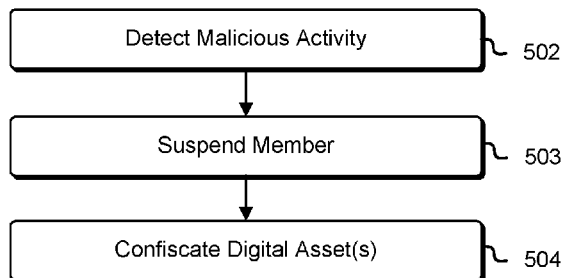 Detect Malicious Activity
502
Suspend Member
503
Confiscate Digital Asset(s)
504